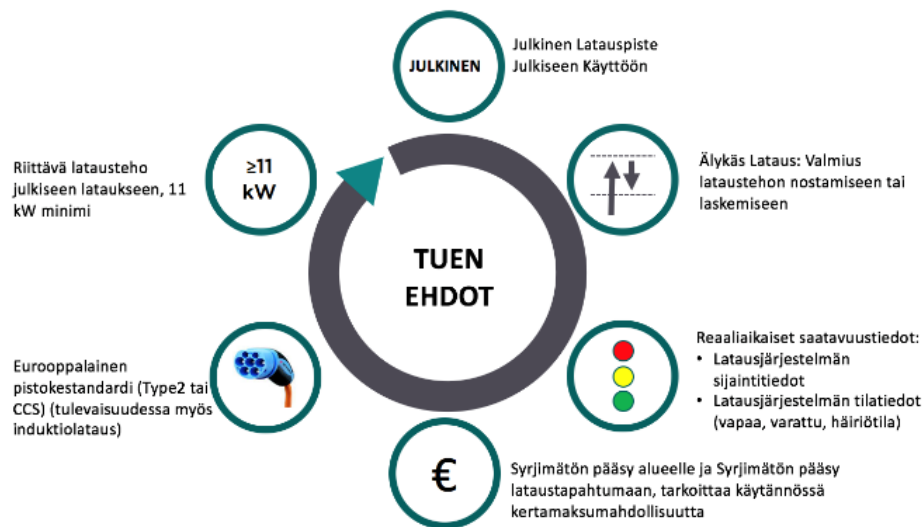 JULKINEN
Julkinen Latauspiste
Julkiseen Käyttöön
Älykäs Lataus: Valmius
lataustehon nostamiseen tai
laskemiseen
Reaaliaikaiset saatavuustiedot:
• Latausjärjestelmän
sijaintitiedot
• Latausjärjestelmän tilatiedot
(vapaa, varattu, häiriötila)
€
Syrjimätön pääsy alueelle ja Syrjimätön pääsy
lataustapahtumaan, tarkoittaa käytännössä
kertamaksumahdollisuutta
Eurooppalainen
pistokestandardi (Type2 tai
CCS) (tulevaisuudessa myös
induktiolataus)
Riittävä latausteho
julkiseen lataukseen, 11
kW minimi
≥11
kW
TUEN
EHDOT